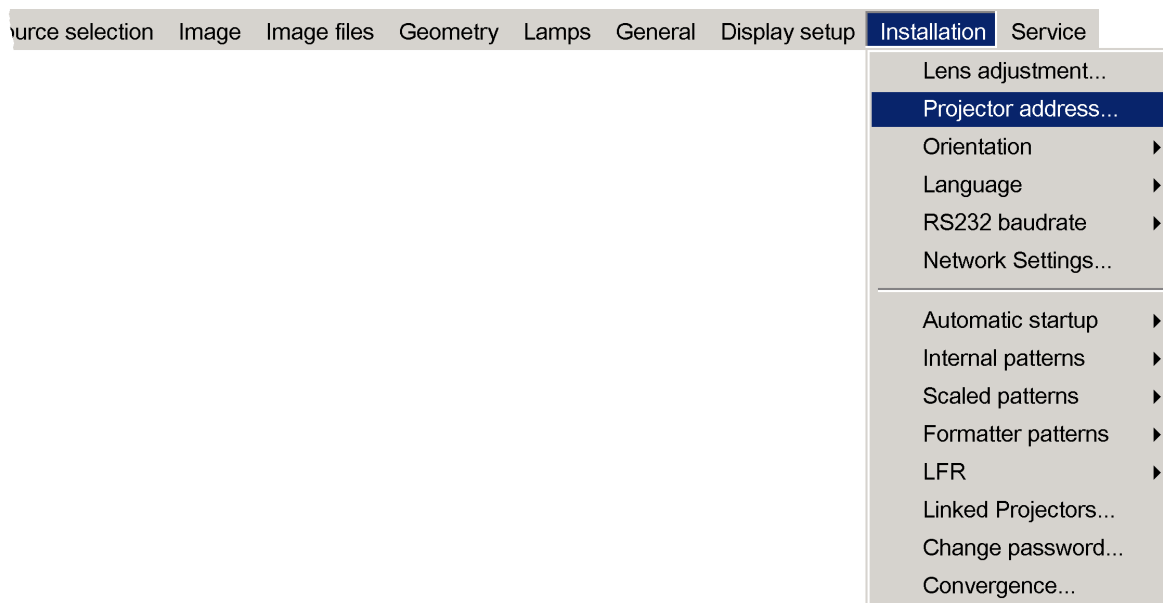 urce selection Image Image files Geometry Lamps General Display setup Installation Service
Lens adjustment...
Projector address...
Orientation
Language
RS232 baudrate
Network Settings...
Automatic startup
Internal patterns
Scaled patterns
Formatter patterns
LFR
Linked Projectors...
Change password...
Convergence...